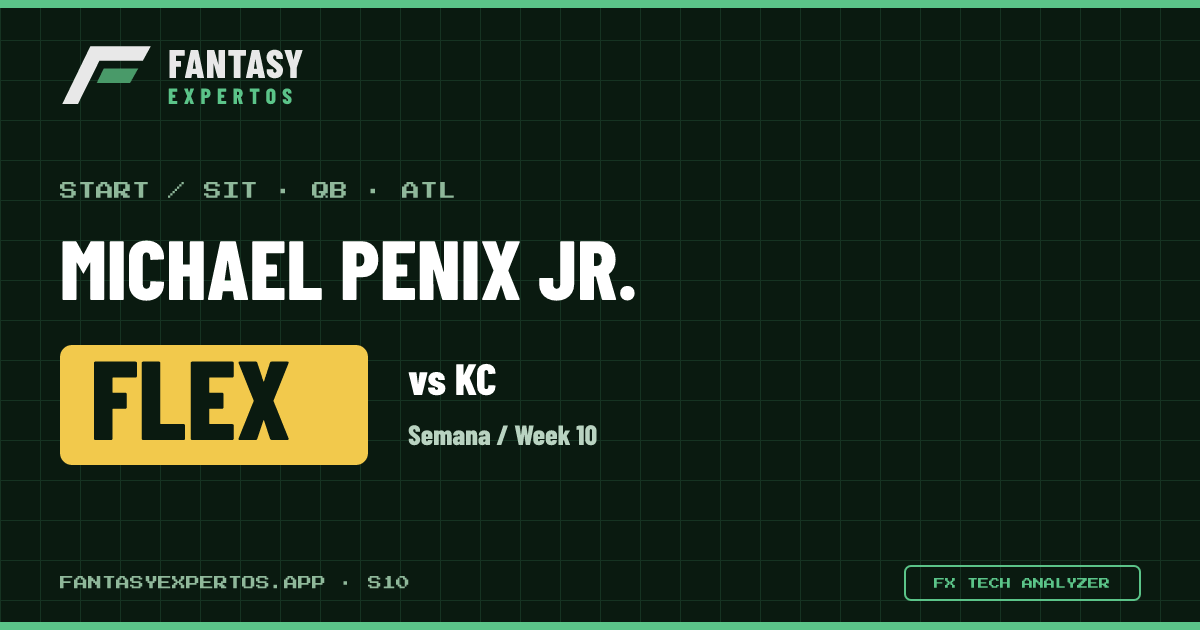 FANTASY
EXPERTOS
START / SIT · QB · ATL
MICHAEL PENIX JR.
FLEX
vs KC
Semana / Week 10
FANTASYEXPERTOS.APP · S10
FX TECH ANALYZER